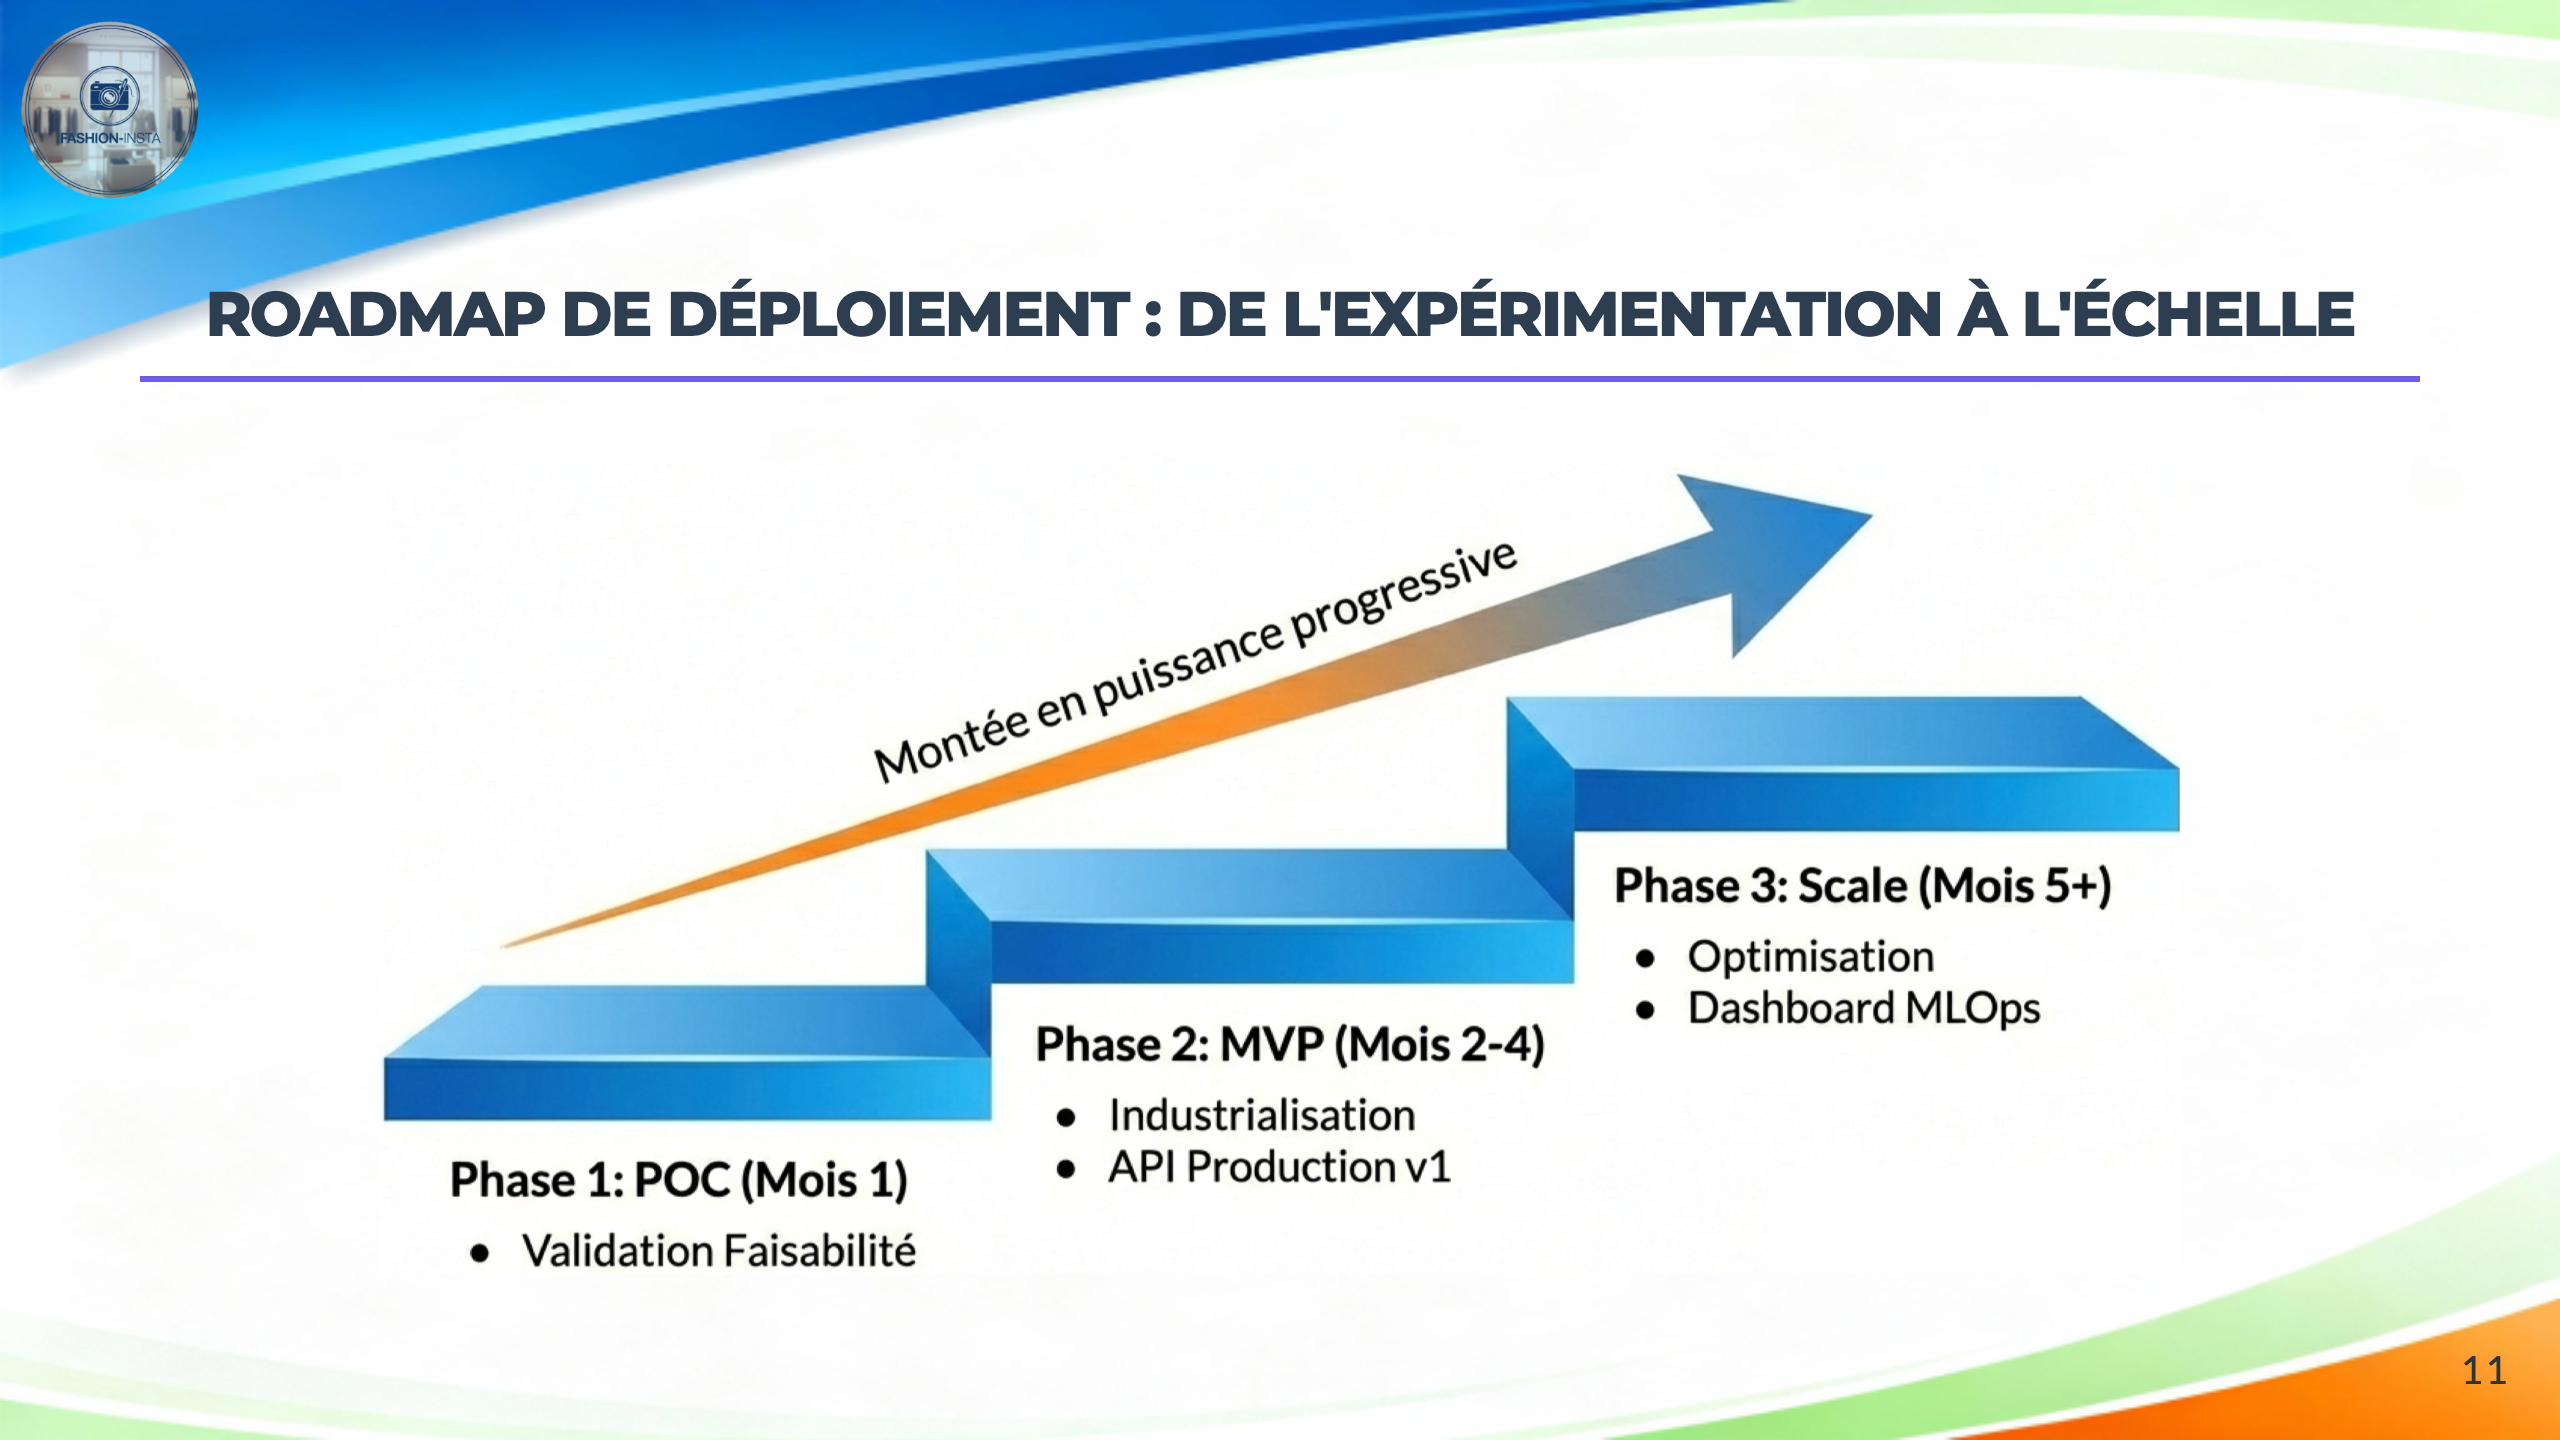 FASHION-INSTA
ROADMAP DE DÉPLOIEMENT : DE L'EXPÉRIMENTATION À L'ÉCHELLE
Montée en puissance progressive
Phase 1: POC (Mois 1)
● Validation Faisabilité
Phase 2: MVP (Mois 2-4)
● Industrialisation
● API Production v1
Phase 3: Scale (Mois 5+)
● Optimisation
● Dashboard MLOps
11